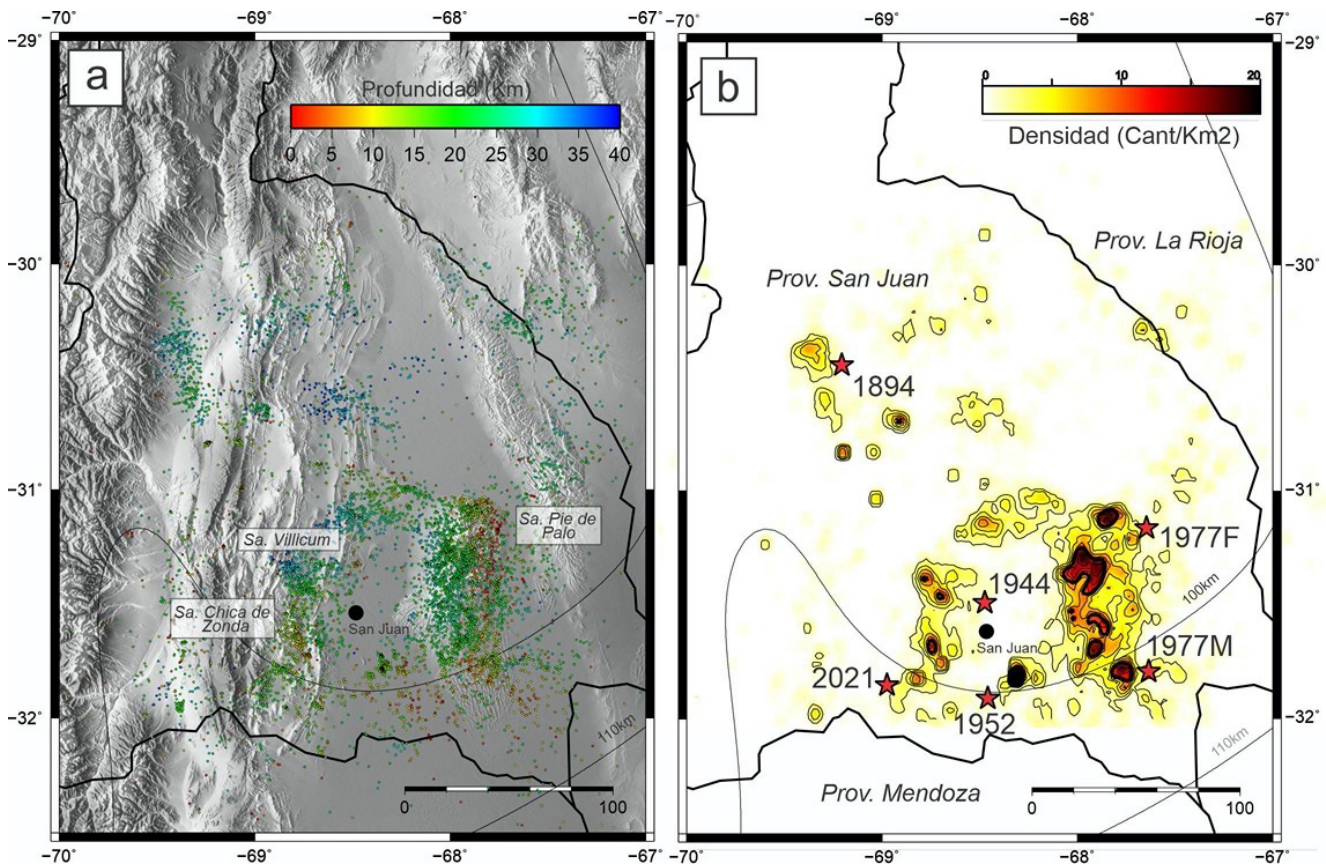 −70 −69 −68 −67
a
Profundidad (Km)
0 5 10 15 20 25 30 35 40
−29
−30
−31
−32
Sa. Villicum
Sa. Pie de
Palo
Sa. Chica de
Zonda
San Juan
110km
0 100
−70 −69 −68 −67
−70 −69 −68 −67
b
0 10 20
Densidad (Cant/Km2)
−29
−30
−31
−32
Prov. La Rioja
Prov. San Juan
1894
1977F
1944
100km
San Juan
1977M
2021
1952
110km
Prov. Mendoza
0 100
−70 −69 −68 −67